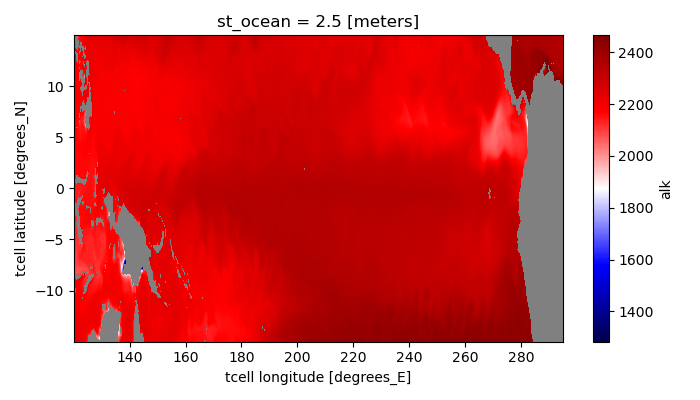 st_ocean = 2.5 [meters]
10
5
0
−5
−10
tcell latitude [degrees_N]
140 160 180 200 220 240 260 280
tcell longitude [degrees_E]
2400
2200
2000
1800
1600
1400
alk